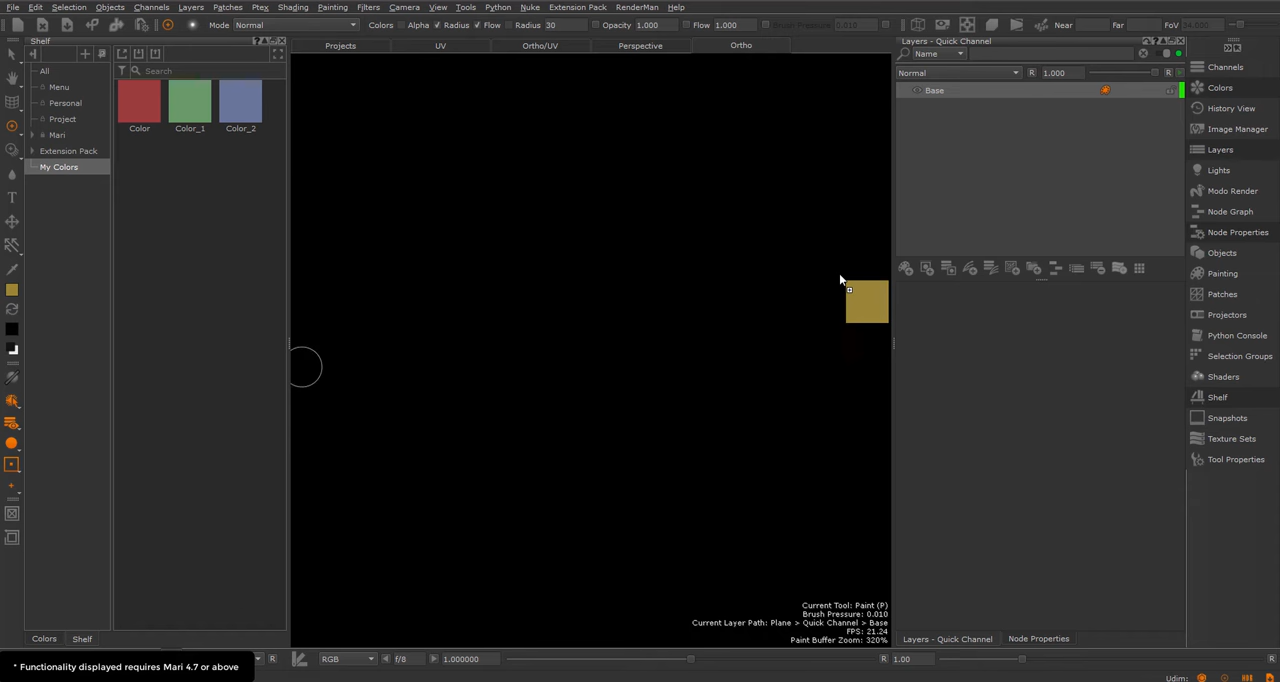 File Edit Selection Objects Channels Layers Patches Ptex Shading Painting Filters Camera View Tools Python Nuke Extension Pack RenderMan Help
Mode Normal Colors Alpha Radius Flow Radius 30 Opacity 1.000 Flow 1.000 Brush Pressure 0.010 Near Far FoV 34.000
Shelf
Projects UV Ortho/UV Perspective Ortho
Layers - Quick Channel
Name
Search
Normal R 1.000 R
All
Menu
Personal
Project
Mari
Extension Pack
My Colors
Color Color_1 Color_2
Base
Channels
Colors
History View
Image Manager
Layers
Lights
Modo Render
Node Graph
Node Properties
Objects
Painting
Patches
Projectors
Python Console
Selection Groups
Shaders
Shelf
Snapshots
Texture Sets
Tool Properties
Current Tool: Paint (P)
Brush Pressure: 0.010
Current Layer Path: Plane > Quick Channel > Base
FPS: 21.24
Paint Buffer Zoom: 320%
Colors Shelf
Layers - Quick Channel Node Properties
R RGB f/8 1.000000 R 1.00 R
* Functionality displayed requires Mari 4.7 or above
Udim: